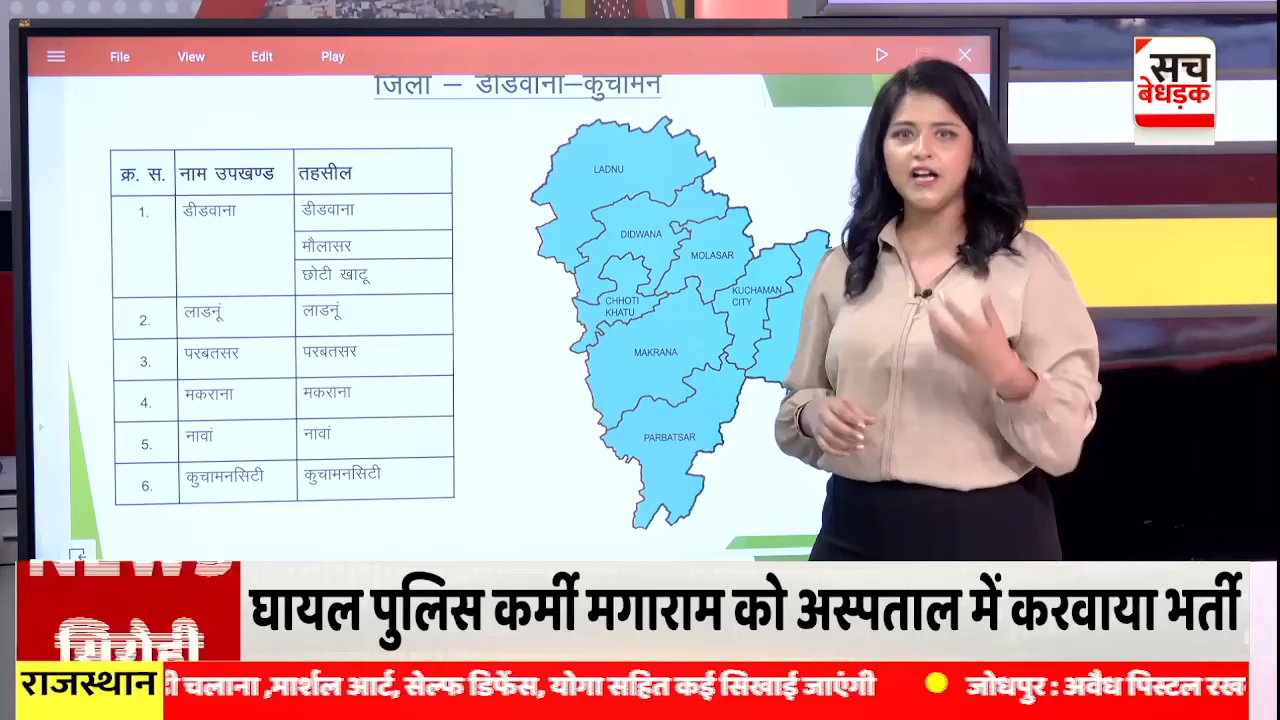 File View Edit Play
सच
बेधड़क
जिला – डीडवाना–कुचामन
क्र. स. नाम उपखण्ड तहसील
1. डीडवाना डीडवाना
मौलासर
छोटी खाटू
2. लाडनूं लाडनूं
3. परबतसर परबतसर
4. मकराना मकराना
5. नावां नावां
6. कुचामनसिटी कुचामनसिटी
LADNU
DIDWANA
MOLASAR
KUCHAMAN
CITY
CHHOTI
KHATU
MAKRANA
PARBATSAR
NEWS
सिरोही
घायल पुलिस कर्मी मगाराम को अस्पताल में करवाया भर्ती
राजस्थान
चलाना ,मार्शल आर्ट, सेल्फ डिफेंस, योगा सहित कई सिखाई जाएंगी
जोधपुर : अवैध पिस्टल रख